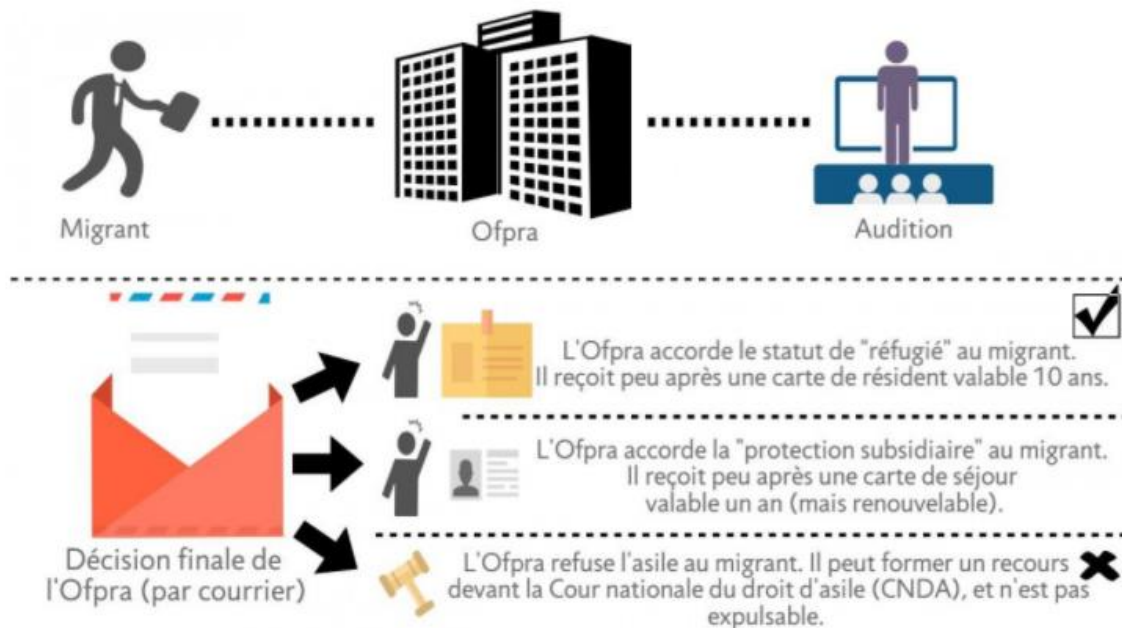 Migrant
Ofpra
Audition
L'Ofpra accorde le statut de "réfugié" au migrant.
Il reçoit peu après une carte de résident valable 10 ans.
L'Ofpra accorde la "protection subsidiaire" au migrant.
Il reçoit peu après une carte de séjour
valable un an (mais renouvelable).
Décision finale de
l'Ofpra (par courrier)
L'Ofpra refuse l'asile au migrant. Il peut former un recours
devant la Cour nationale du droit d'asile (CNDA), et n'est pas
expulsable.